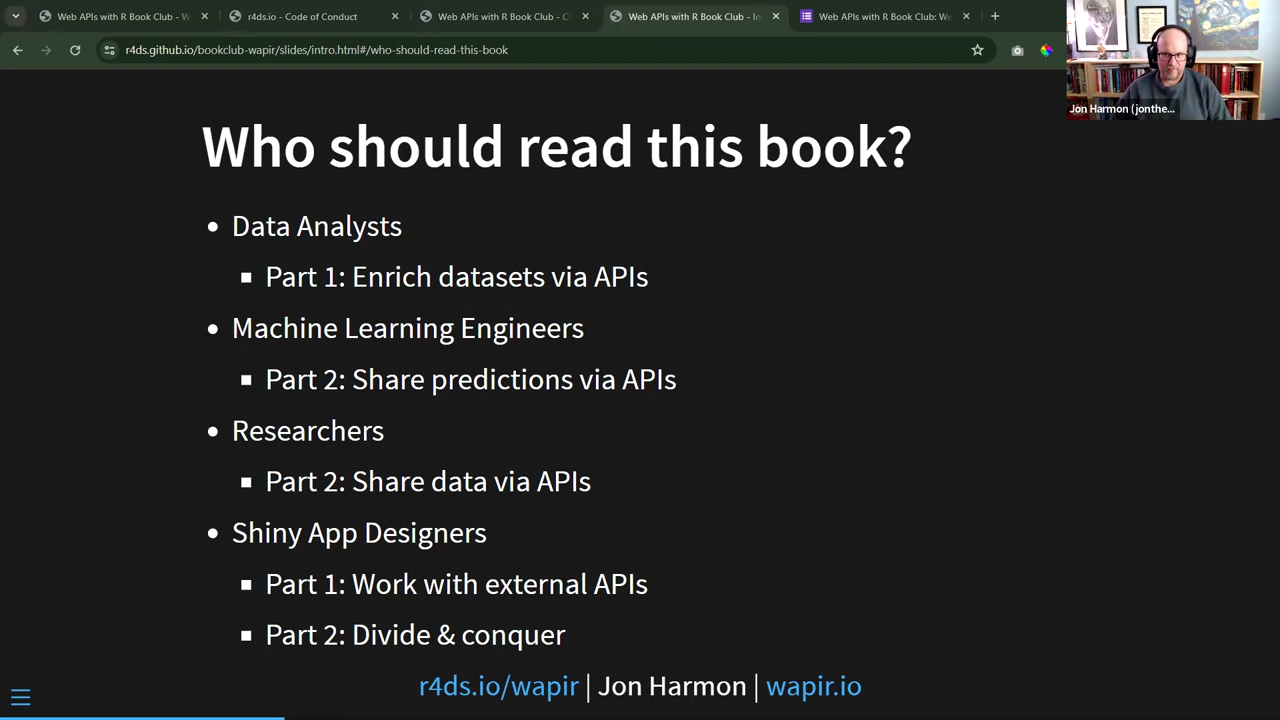 Web APIs with R Book Club - W
r4ds.io - Code of Conduct
Web APIs with R Book Club - C
Web APIs with R Book Club - In
Web APIs with R Book Club: We
r4ds.github.io/bookclub-wapir/slides/intro.html#/who-should-read-this-book
Jon Harmon (jonthe...
Who should read this book?
• Data Analysts
▪ Part 1: Enrich datasets via APIs
• Machine Learning Engineers
▪ Part 2: Share predictions via APIs
• Researchers
▪ Part 2: Share data via APIs
• Shiny App Designers
▪ Part 1: Work with external APIs
▪ Part 2: Divide & conquer
r4ds.io/wapir | Jon Harmon | wapir.io